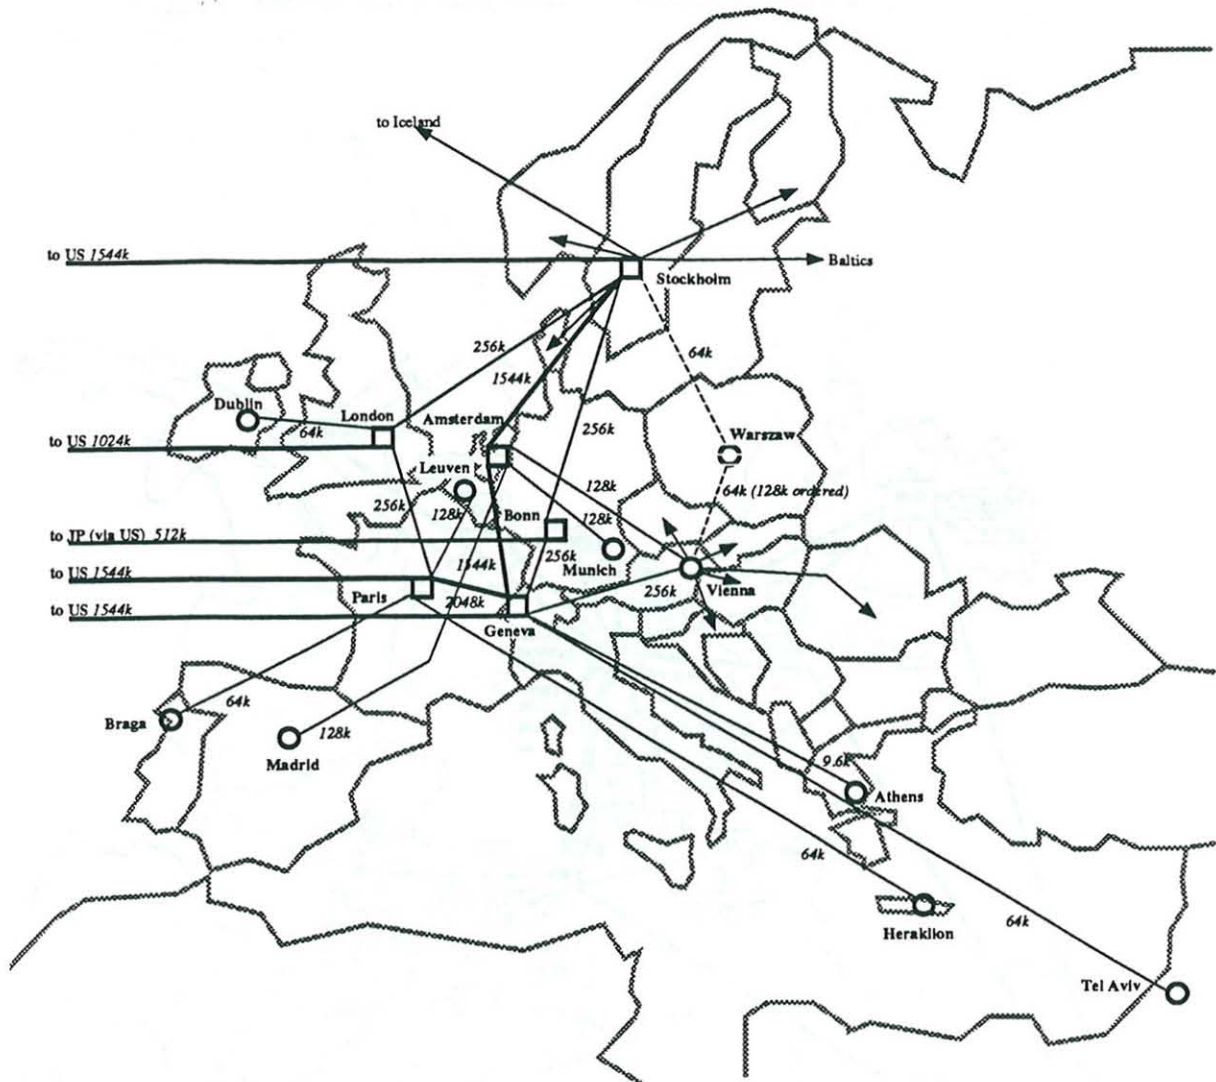 to Iceland
to US 1544k
Baltics
Stockholm
256k
64k
1544k
Dublin
London
Amsterdam
64k
to US 1024k
256k
Warszaw
Leuven
128k
64k (128k ordered)
256k
128k
Bonn
128k
to JP (via US) 512k
256k
Munich
1544k
to US 1544k
Paris
2048k
256k
Vienna
to US 1544k
Geneva
64k
Braga
128k
Madrid
9.6k
Athens
64k
Heraklion
64k
Tel Aviv